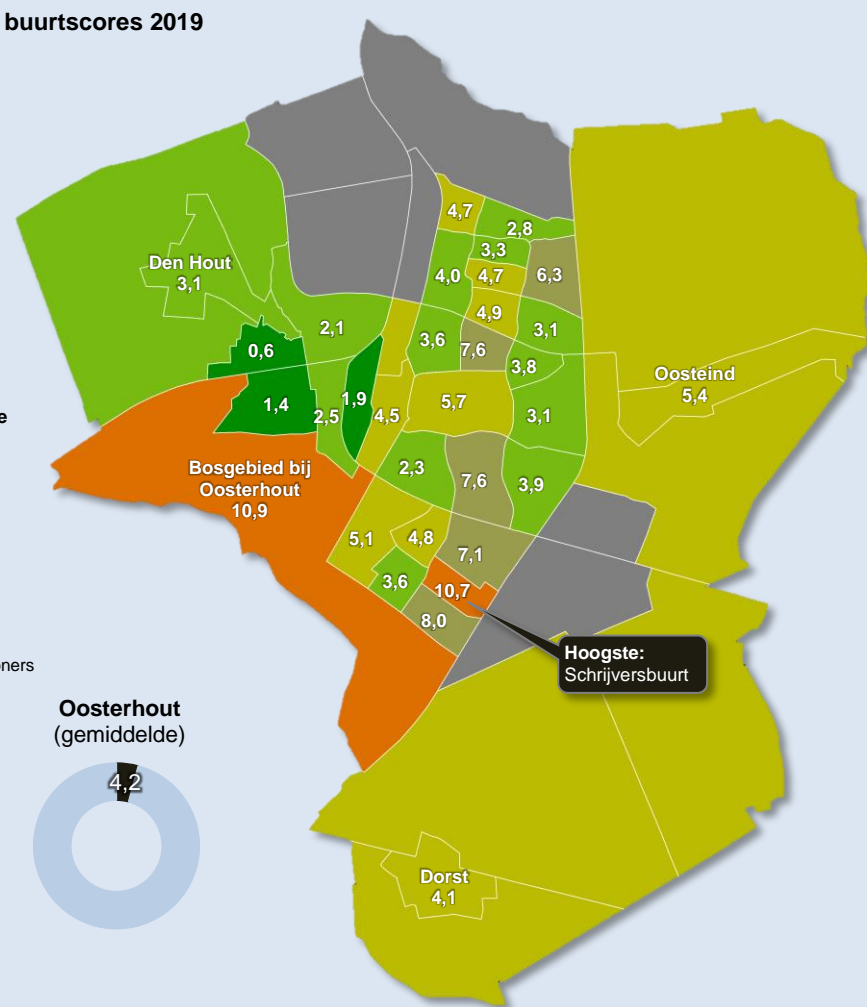 buurtscores 2019
4,7
2,8
3,3
4,0
4,7
6,3
Den Hout
3,1
4,9
2,1
3,6
7,6
3,1
0,6
3,8
Oosteind
5,4
1,4
2,5
1,9
4,5
5,7
3,1
e
Bosgebied bij
Oosterhout
10,9
2,3
7,6
3,9
5,1
4,8
7,1
3,6
10,7
8,0
Hoogste:
Schrijversbuurt
oners
Oosterhout
(gemiddelde)
4,2
Dorst
4,1